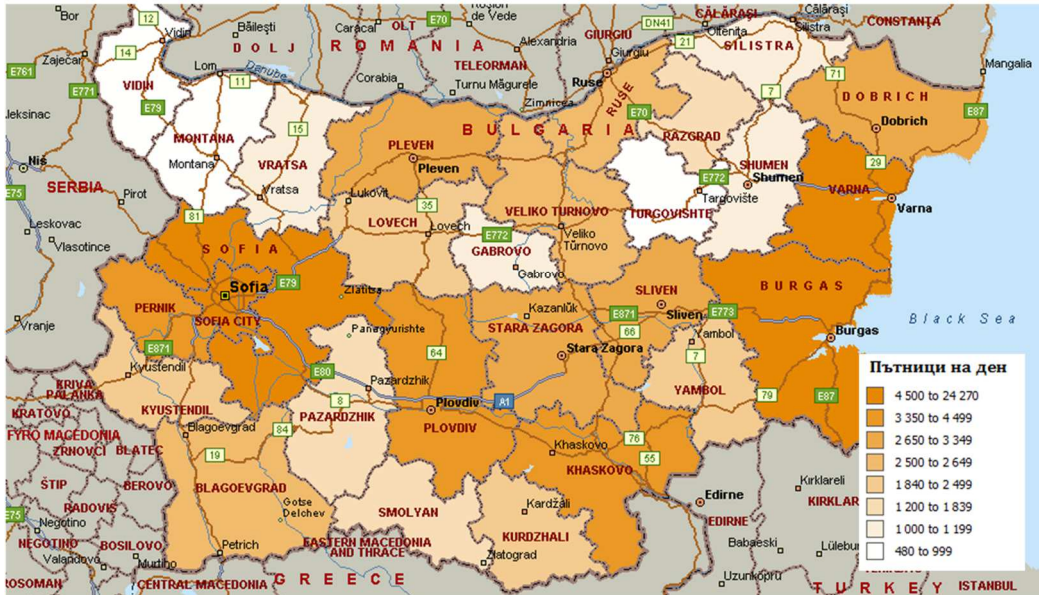 Bor
12
Vidin
Băilești
Caracal
OLT
E70
Roșiori
de Vede
DN41
CĂLĂRAȘI
Călărași
CONSTANȚA
Zaječar
14
DOLJ
ROMANIA
Alexandria
GIURGIU
Giurgiu
21
Oltenița
Silistra
SILISTRA
E761
E771
Lom
Danube
Corabia
TELEORMAN
Turnu Măgurele
Ruse
71
Mangalia
VIDIN
E79
11
7
Aleksinac
15
Zimnicea
RUSE
E70
DOBRICH
E87
MONTANA
Montana
VRATSA
BULGARIA
RAZGRAD
Dobrich
Niš
PLEVEN
Pleven
SHUMEN
29
E75
SERBIA
Pirot
Vratsa
Lukovit
E772
Targovište
Shumen
VARNA
Varna
81
35
LOVECH
Lovech
VELIKO TURNOVO
TURGOVISHTE
Leskovac
Vlasotince
SOFIA
E772
GABROVO
Gabrovo
Veliko
Tŭrnovo
Sofia
E79
Zlatitsa
SLIVEN
BURGAS
PERNIK
SOFIA CITY
Kazanlŭk
E871
Sliven
E773
Vranje
Panagyurishte
STARA ZAGORA
66
Yambol
Burgas
Black Sea
E871
Kyustendil
64
Stara Zagora
7
E80
Pazardzhik
YAMBOL
KRIVA
PALANKA
KYUSTENDIL
8
A1
79
E87
KRATOVO
Blagoevgrad
PAZARDZHIK
Plovdiv
PLOVDIV
FYRO MACEDONIA
84
76
ZRNOVCI
BLATEC
19
Khaskovo
55
KHASKOVO
ŠTIP
BEROVO
BLAGOEVGRAD
Kırklareli
RADOVIŠ
Gotse
Delchev
SMOLYAN
Kardžăli
Edirne
KIRKLAR
E75
Negotino
EDIRNE
NEGOTINO
BOSILOVO
Petrich
EASTERN MACEDONIA
AND THRACE
KURDZHALI
Babaeski
Valandovo
Murtino
Zlatograd
ROSOMAN
CENTRAL MACEDONIA
GREECE
Uzunköprü
TURKEY
ISTANBUL
Пътници на ден
4 500 to 24 270
3 350 to 4 499
2 650 to 3 349
2 500 to 2 649
1 840 to 2 499
1 200 to 1 839
1 000 to 1 199
480 to 999